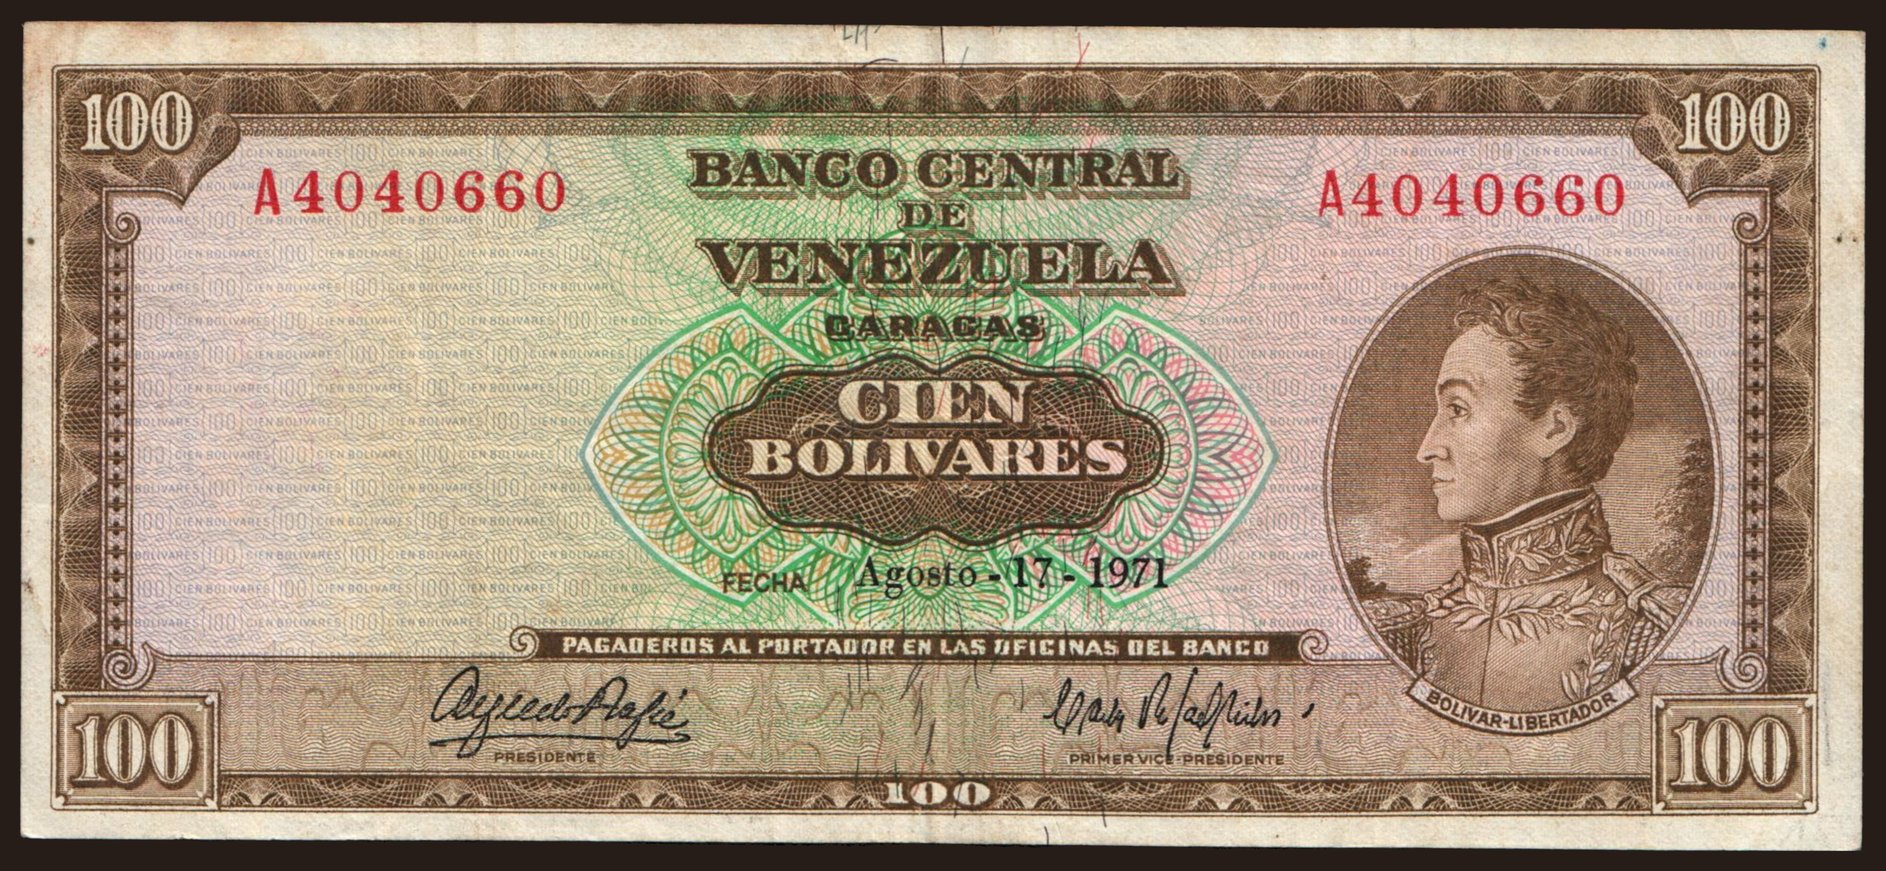 100 100
A4040660 A4040660
BANCO CENTRAL
DE
VENEZUELA
CARACAS
CIEN
BOLIVARES
FECHA Agosto - 17 - 1971
PAGADEROS AL PORTADOR EN LAS OFICINAS DEL BANCO
BOLIVAR-LIBERTADOR
PRESIDENTE PRIMER VICE-PRESIDENTE
100 100 100